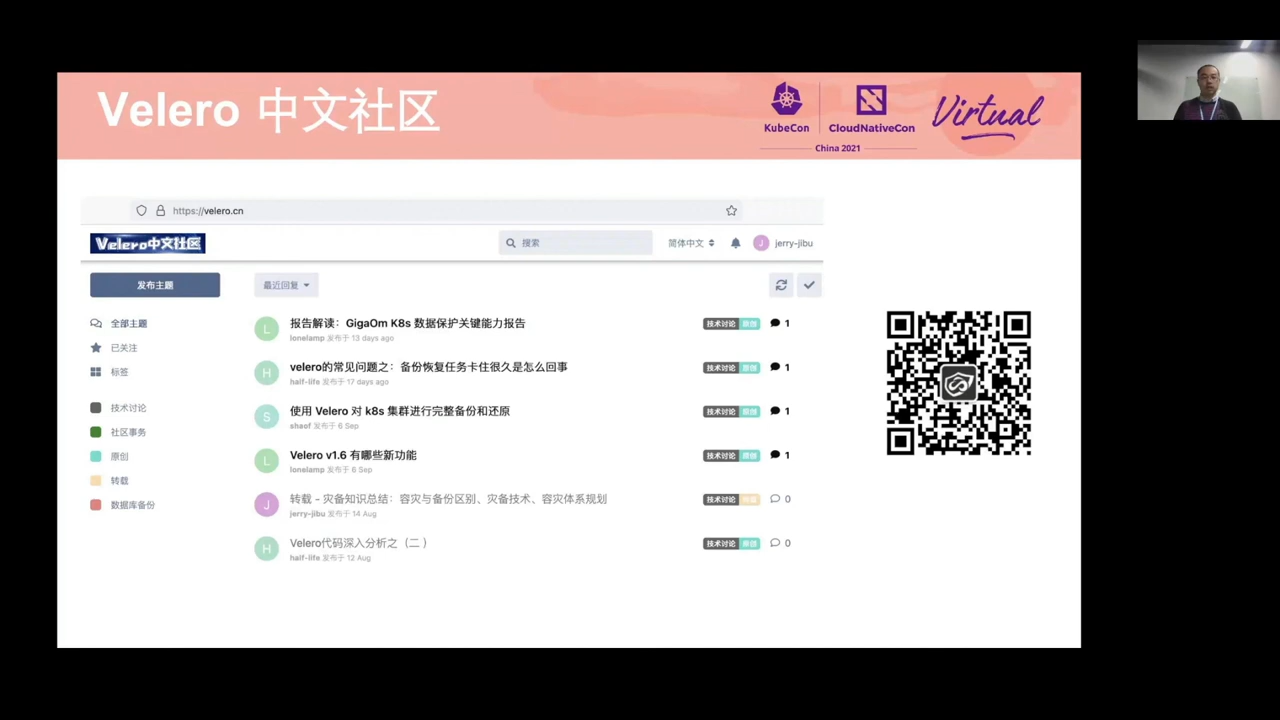 Velero 中文社区
KubeCon
CloudNativeCon
Virtual
China 2021
https://velero.cn
Velero中文社区
搜索
简体中文
J
jerry-jibu
发布主题
最近回复
全部主题
已关注
标签
技术讨论
社区事务
原创
转载
数据库备份
L
报告解读：GigaOm K8s 数据保护关键能力报告
技术讨论 原创
1
lonelamp 发布于 13 days ago
H
velero的常见问题之：备份恢复任务卡住很久是怎么回事
技术讨论 原创
1
half-life 发布于 17 days ago
S
使用 Velero 对 k8s 集群进行完整备份和还原
技术讨论 原创
1
shaof 发布于 6 Sep
L
Velero v1.6 有哪些新功能
技术讨论 原创
1
lonelamp 发布于 6 Sep
J
转载 - 灾备知识总结：容灾与备份区别、灾备技术、容灾体系规划
技术讨论 转载
0
jerry-jibu 发布于 14 Aug
H
Velero代码深入分析之（二 ）
技术讨论 原创
0
half-life 发布于 12 Aug